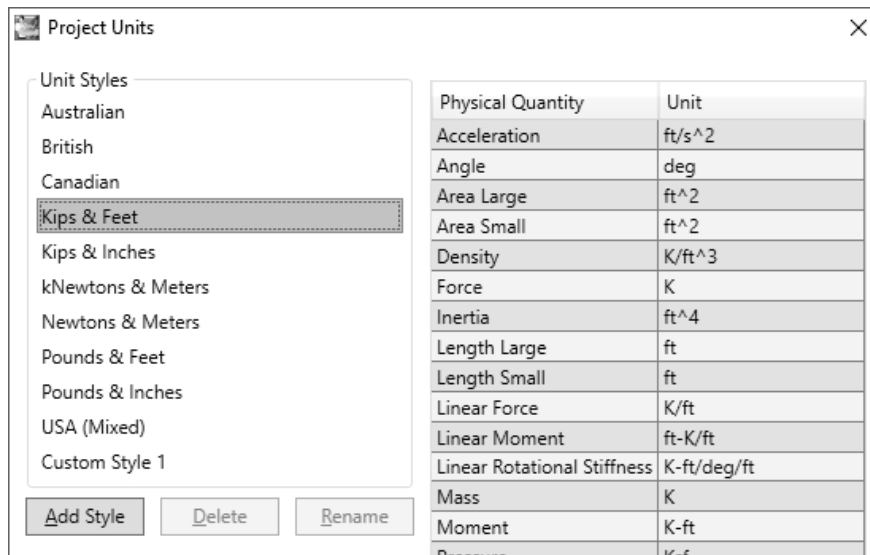 Project Units
Unit Styles
Australian
British
Canadian
Kips & Feet
Kips & Inches
kNewtons & Meters
Newtons & Meters
Pounds & Feet
Pounds & Inches
USA (Mixed)
Custom Style 1
Add Style Delete Rename
Physical Quantity Unit
Acceleration ft/s^2
Angle deg
Area Large ft^2
Area Small ft^2
Density K/ft^3
Force K
Inertia ft^4
Length Large ft
Length Small ft
Linear Force K/ft
Linear Moment ft-K/ft
Linear Rotational Stiffness K-ft/deg/ft
Mass K
Moment K-ft